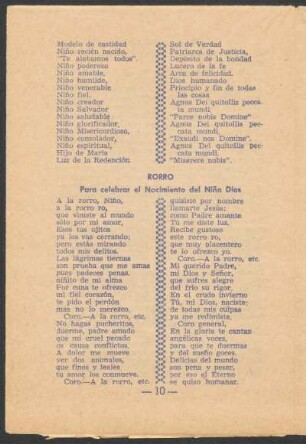 Modelo de castidad
Niño recién nacido,
"Te alabamos todos".
Niño poderoso
Niño amable,
Niño humilde,
Niño venerable
Niño fiel.
Niño creador
Niño Salvador
Niño saludable
Niño glorificador,
Niño Misericordioso,
Niño consolador,
Niño espiritual,
Hijo de María
Luz de la Redención.
Sol de Verdad
Patriarca de Justicia,
Depósito de la bondad
Lucero de la fe
Arca de felicidad.
Dios humanado
Principio y fin de todas
las cosas
Agnus Dei quitollis pecca-
ta mundi,
"Parce nobis Domine"
Agnus Dei quitollis pec-
cata mundi,
"Exaudi nos Domine".
Agnus Dei quitollis pec-
cata mundi.
"Miserere nobis".
RORRO
Para celebrar el Nacimiento del Niño Dios
A la rorro, Niño,
a la rorro ro,
que viniste al mundo
sólo por mi amor.
Esos tus ojitos
ya los vas cerrando;
pero estás mirando
todos mis delitos.
Las lágrimas tiernas
son prueba que me amas
pues padeces penas.
alfiño de mi alma
Por cuna te ofrezco
mi fiel corazón,
te pido el perdón
mas no lo merezco.
Coro.—A la rorro, etc.
No hagas pucheritos,
duerme, padre amado
que mi cruel pecado
os causa conflictos.
A dolor me mueve
ver dos animales,
que finos y leales
tu amor los conmueve.
Coro.—A la rorro, etc.
quisiste por nombre
llamarte Jesús;
como Padre amante
Tú me diste luz.
Recibe gustoso
este rorro ro,
que muy placentero
te lo ofrezco yo.
Coro.—A la rorro, etc.
Mi querido Padre,
mi Dios y Señor,
que sufres alegre
del frío su rigor.
En el crudo invierno
Tú, mi Dios, naciste;
de todas mis culpas
ya me redimiste.
Coro general,
En la gloria te cantan
angélicas voces,
para que te duermas
y del sueño goces.
Delicias del mundo
son pena y pesar;
por eso el Eterno
se quiso humanar.
— 10 —